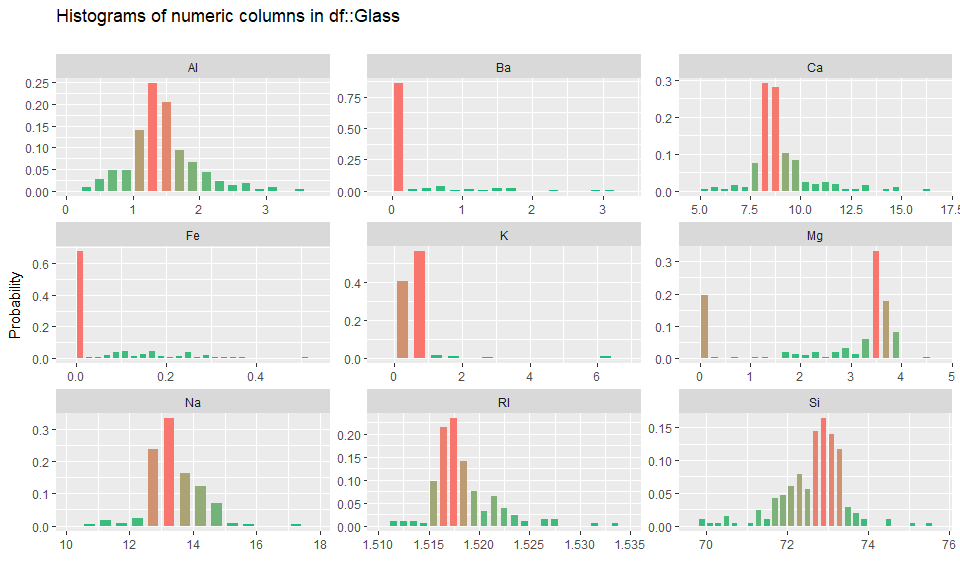 Histograms of numeric columns in df::Glass
Al
Ba
Ca
0.25
0.20
0.15
0.10
0.05
0.00
0.75
0.50
0.25
0.00
0.3
0.2
0.1
0.0
0 1 2 3
0 1 2 3
5.0 7.5 10.0 12.5 15.0 17.5
Fe
K
Mg
Probability
0.6
0.4
0.2
0.0
0.4
0.2
0.0
0.3
0.2
0.1
0.0
0.0 0.2 0.4
0 2 4 6
0 1 2 3 4 5
Na
RI
Si
0.3
0.2
0.1
0.0
0.20
0.15
0.10
0.05
0.00
0.15
0.10
0.05
0.00
10 12 14 16 18
1.510 1.515 1.520 1.525 1.530 1.535
70 72 74 76